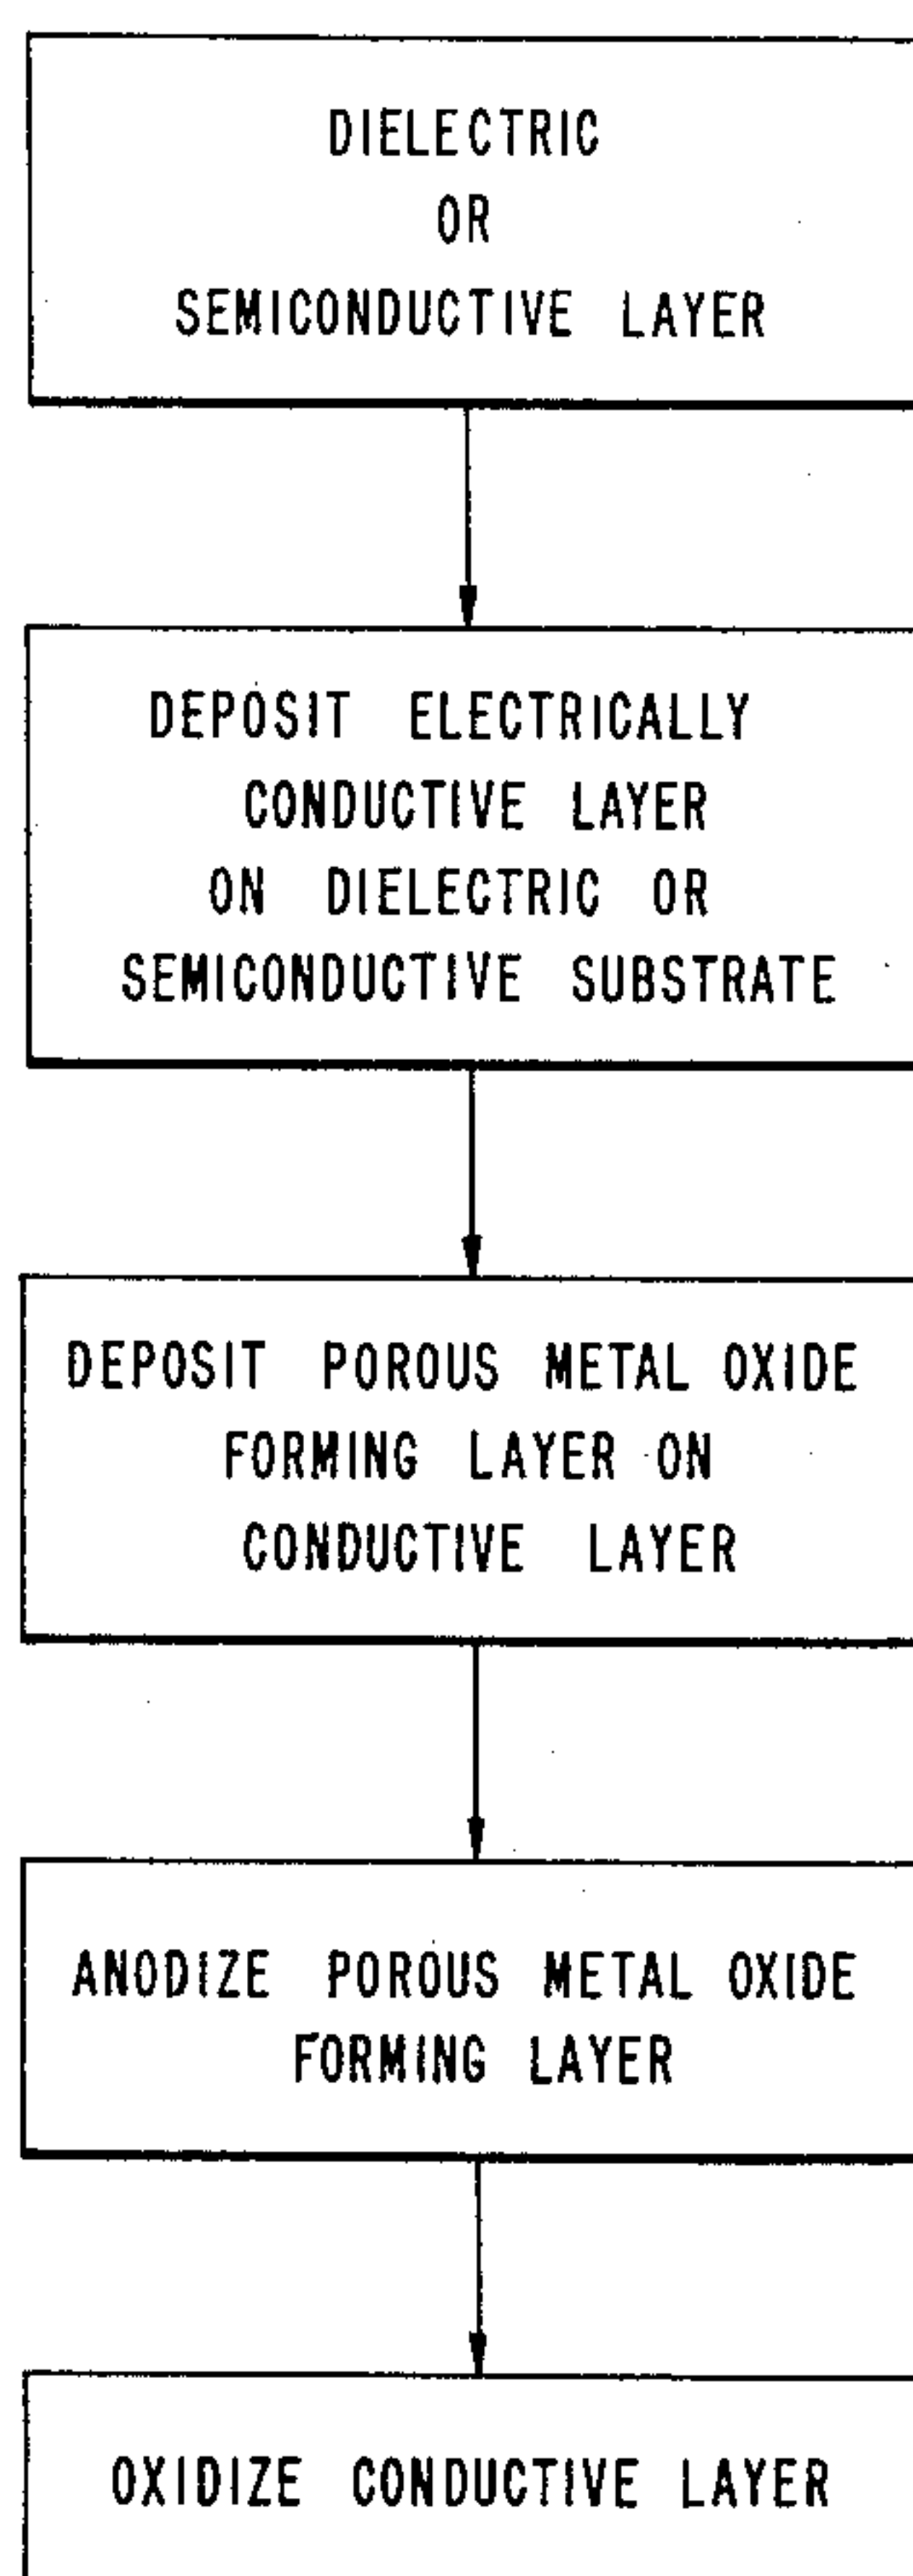 DIELECTRIC
OR
SEMICONDUCTIVE LAYER
DEPOSIT ELECTRICALLY
CONDUCTIVE LAYER
ON DIELECTRIC OR
SEMICONDUCTIVE SUBSTRATE
DEPOSIT POROUS METAL OXIDE
FORMING LAYER ON
CONDUCTIVE LAYER
ANODIZE POROUS METAL OXIDE
FORMING LAYER
OXIDIZE CONDUCTIVE LAYER